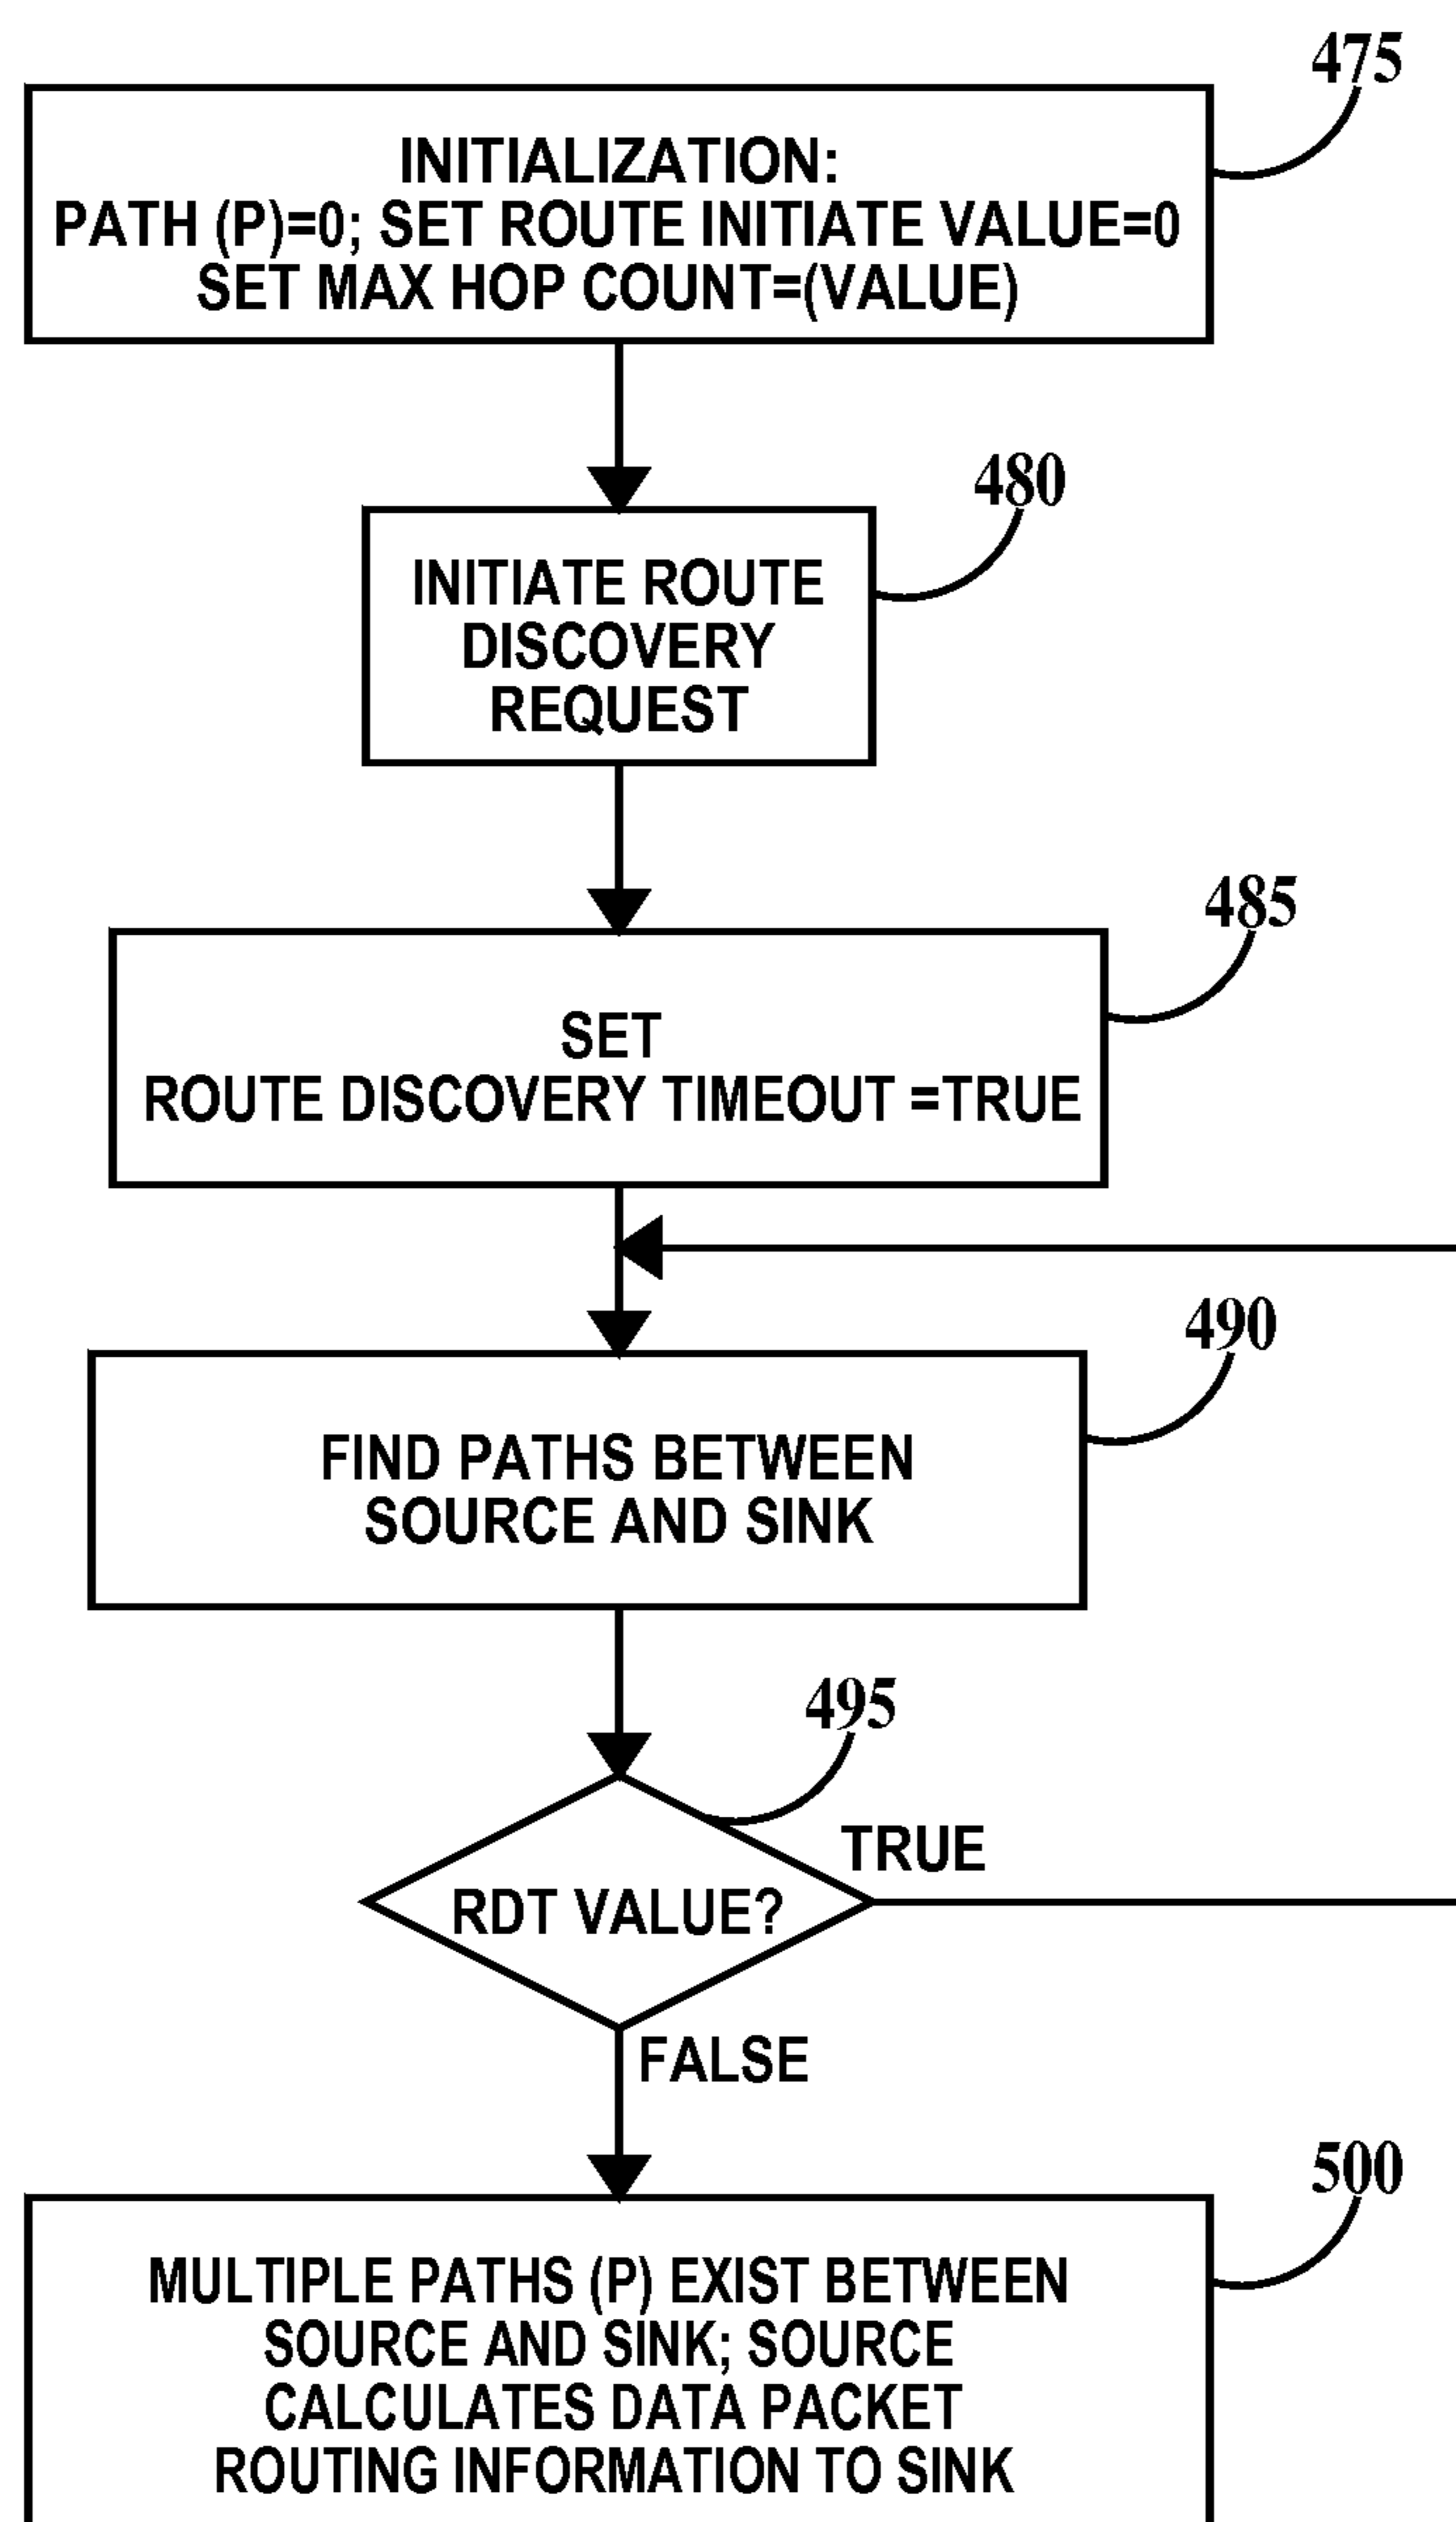 475
INITIALIZATION:
PATH (P)=0; SET ROUTE INITIATE VALUE=0
SET MAX HOP COUNT=(VALUE)
480
INITIATE ROUTE
DISCOVERY
REQUEST
485
SET
ROUTE DISCOVERY TIMEOUT =TRUE
490
FIND PATHS BETWEEN
SOURCE AND SINK
495
TRUE
RDT VALUE?
FALSE
500
MULTIPLE PATHS (P) EXIST BETWEEN
SOURCE AND SINK; SOURCE
CALCULATES DATA PACKET
ROUTING INFORMATION TO SINK